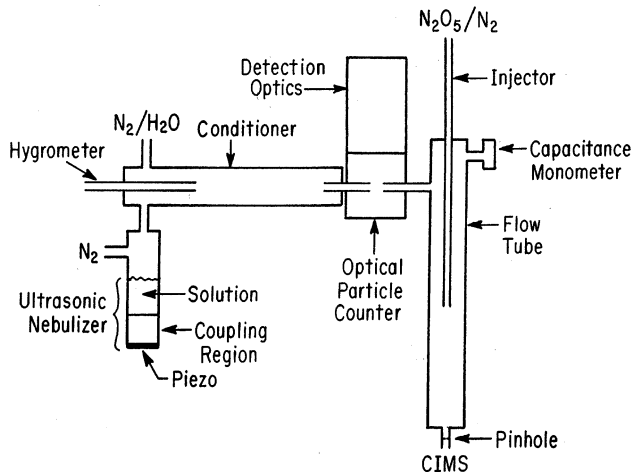 N2O5/N2
Detection
Optics
Injector
N2/H2O
Conditioner
Hygrometer
Capacitance
Monometer
Flow
Tube
N2
Optical
Particle
Counter
Solution
Ultrasonic
Nebulizer
Coupling
Region
Piezo
Pinhole
CIMS